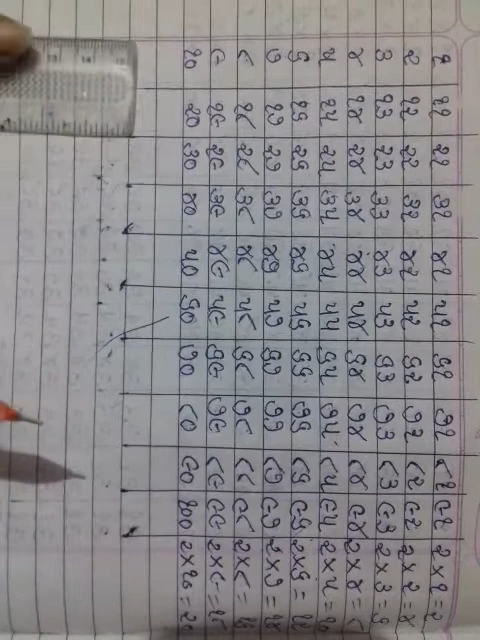 ૧ ૧૧ ૨૧ ૩૧ ૪૧ ૫૧ ૬૧ ૭૧ ૮૧ ૯૧ ૨×૧=૨
૨ ૧૨ ૨૨ ૩૨ ૪૨ ૫૨ ૬૨ ૭૨ ૮૨ ૯૨ ૨×૨=૪
૩ ૧૩ ૨૩ ૩૩ ૪૩ ૫૩ ૬૩ ૭૩ ૮૩ ૯૩ ૨×૩=૬
૪ ૧૪ ૨૪ ૩૪ ૪૪ ૫૪ ૬૪ ૭૪ ૮૪ ૯૪ ૨×૪=૮
૫ ૧૫ ૨૫ ૩૫ ૪૫ ૫૫ ૬૫ ૭૫ ૮૫ ૯૫ ૨×૫=૧૦
૬ ૧૬ ૨૬ ૩૬ ૪૬ ૫૬ ૬૬ ૭૬ ૮૬ ૯૬ ૨×૬=૧૨
૭ ૧૭ ૨૭ ૩૭ ૪૭ ૫૭ ૬૭ ૭૭ ૮૭ ૯૭ ૨×૭=૧૪
૮ ૧૮ ૨૮ ૩૮ ૪૮ ૫૮ ૬૮ ૭૮ ૮૮ ૯૮ ૨×૮=૧૬
૯ ૧૯ ૨૯ ૩૯ ૪૯ ૫૯ ૬૯ ૭૯ ૮૯ ૯૯ ૨×૯=૧૮
૧૦ ૨૦ ૩૦ ૪૦ ૫૦ ૬૦ ૭૦ ૮૦ ૯૦ ૧૦૦ ૨×૧૦=૨૦